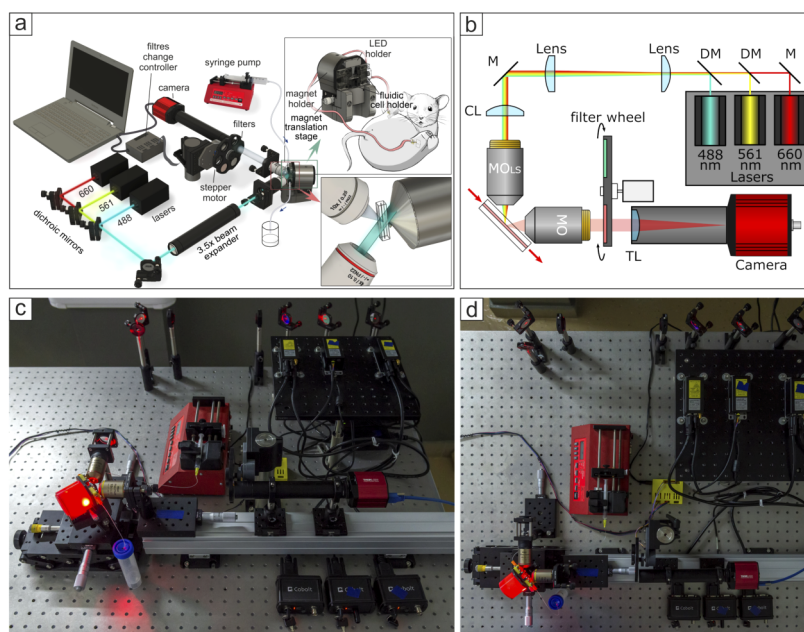 a
filtres
change
controller
camera
syringe pump
LED
holder
magnet
holder
fluidic
cell holder
magnet
translation
stage
filters
stepper
motor
660
561
488
lasers
dichroic mirrors
3.5x beam
expander
b
M
Lens
Lens
DM
DM
M
CL
filter wheel
MOLS
MO
488
nm
561
nm
660
nm
Lasers
TL
Camera
c
Cobolt
Cobolt
d